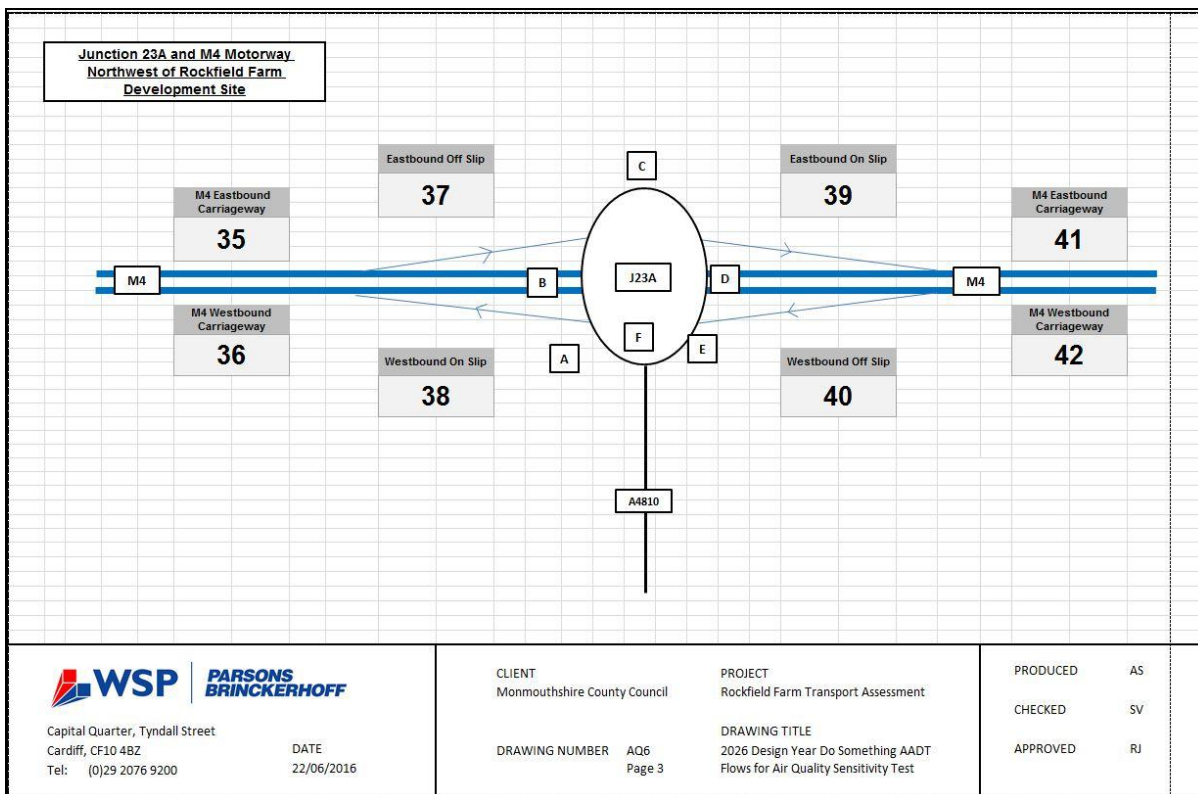 Junction 23A and M4 Motorway
Northwest of Rockfield Farm
Development Site
Eastbound Off Slip
37
C
Eastbound On Slip
39
M4 Eastbound
Carriageway
35
M4 Eastbound
Carriageway
41
M4
B
J23A
D
M4
M4 Westbound
Carriageway
36
A
F
E
M4 Westbound
Carriageway
42
Westbound On Slip
38
Westbound Off Slip
40
A4810
WSP
PARSONS
BRINCKERHOFF
Capital Quarter, Tyndall Street
Cardiff, CF10 4BZ
Tel: (0)29 2076 9200
DATE
22/06/2016
CLIENT
Monmouthshire County Council
DRAWING NUMBER AQ6
Page 3
PROJECT
Rockfield Farm Transport Assessment
DRAWING TITLE
2026 Design Year Do Something AADT
Flows for Air Quality Sensitivity Test
PRODUCED AS
CHECKED SV
APPROVED RJ